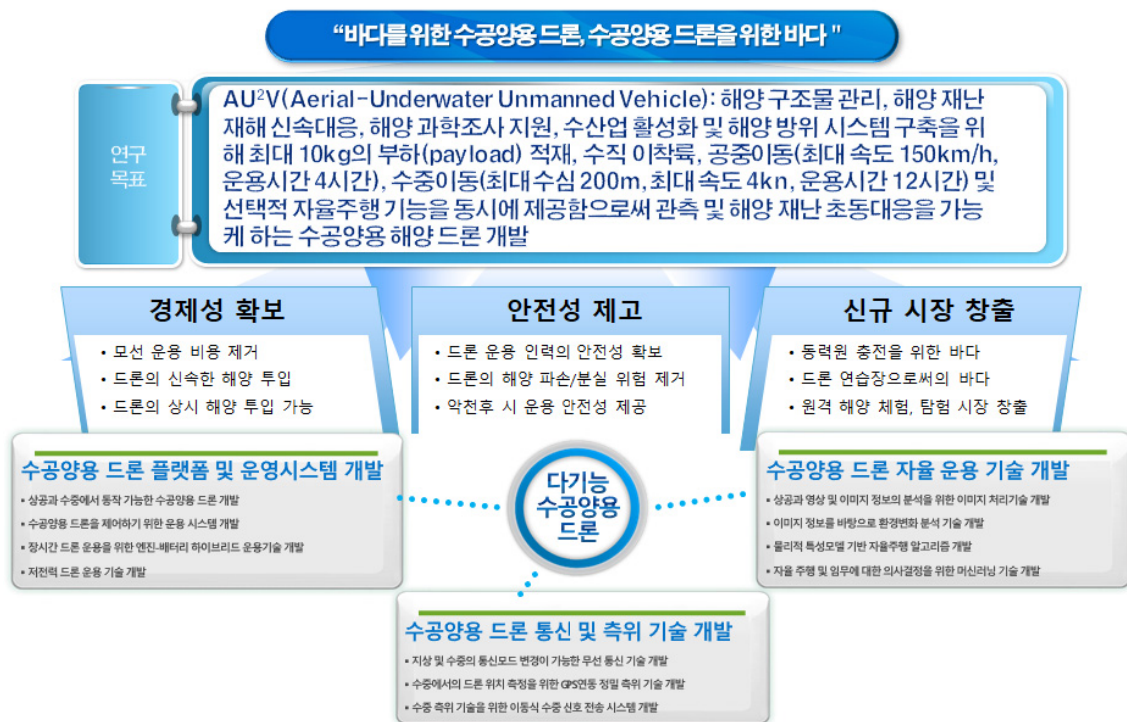 “바다를 위한 수공양용 드론, 수공양용 드론을 위한 바다 "
연구
목표
AU²V(Aerial-Underwater Unmanned Vehicle): 해양 구조물 관리, 해양 재난
재해 신속대응, 해양 과학조사 지원, 수산업 활성화 및 해양 방위 시스템 구축을 위
해 최대 10kg의 부하(payload) 적재, 수직 이착륙, 공중이동(최대 속도 150km/h,
운용시간 4시간), 수중이동(최대 수심 200m, 최대 속도 4kn, 운용시간 12시간) 및
선택적 자율주행 기능을 동시에 제공함으로써 관측 및 해양 재난 초동대응을 가능
케 하는 수공양용 해양 드론 개발
경제성 확보
• 모선 운용 비용 제거
• 드론의 신속한 해양 투입
• 드론의 상시 해양 투입 가능
안전성 제고
• 드론 운용 인력의 안전성 확보
• 드론의 해양 파손/분실 위험 제거
• 악천후 시 운용 안전성 제공
신규 시장 창출
• 동력원 충전을 위한 바다
• 드론 연습장으로써의 바다
• 원격 해양 체험, 탐험 시장 창출
수공양용 드론 플랫폼 및 운영시스템 개발
▪ 상공과 수중에서 동작 가능한 수공양용 드론 개발
▪ 수공양용 드론을 제어하기 위한 운용 시스템 개발
▪ 장시간 드론 운용을 위한 엔진-배터리 하이브리드 운용기술 개발
▪ 저전력 드론 운용 기술 개발
다기능
수공양용
드론
수공양용 드론 자율 운용 기술 개발
▪ 상공과 영상 및 이미지 정보의 분석을 위한 이미지 처리기술 개발
▪ 이미지 정보를 바탕으로 환경변화 분석 기술 개발
▪ 물리적 특성모델 기반 자율주행 알고리즘 개발
▪ 자율 주행 및 임무에 대한 의사결정을 위한 머신러닝 기술 개발
수공양용 드론 통신 및 측위 기술 개발
▪ 지상 및 수중의 통신모드 변경이 가능한 무선 통신 기술 개발
▪ 수중에서의 드론 위치 측정을 위한 GPS연동 정밀 측위 기술 개발
▪ 수중 측위 기술을 위한 이동식 수중 신호 전송 시스템 개발